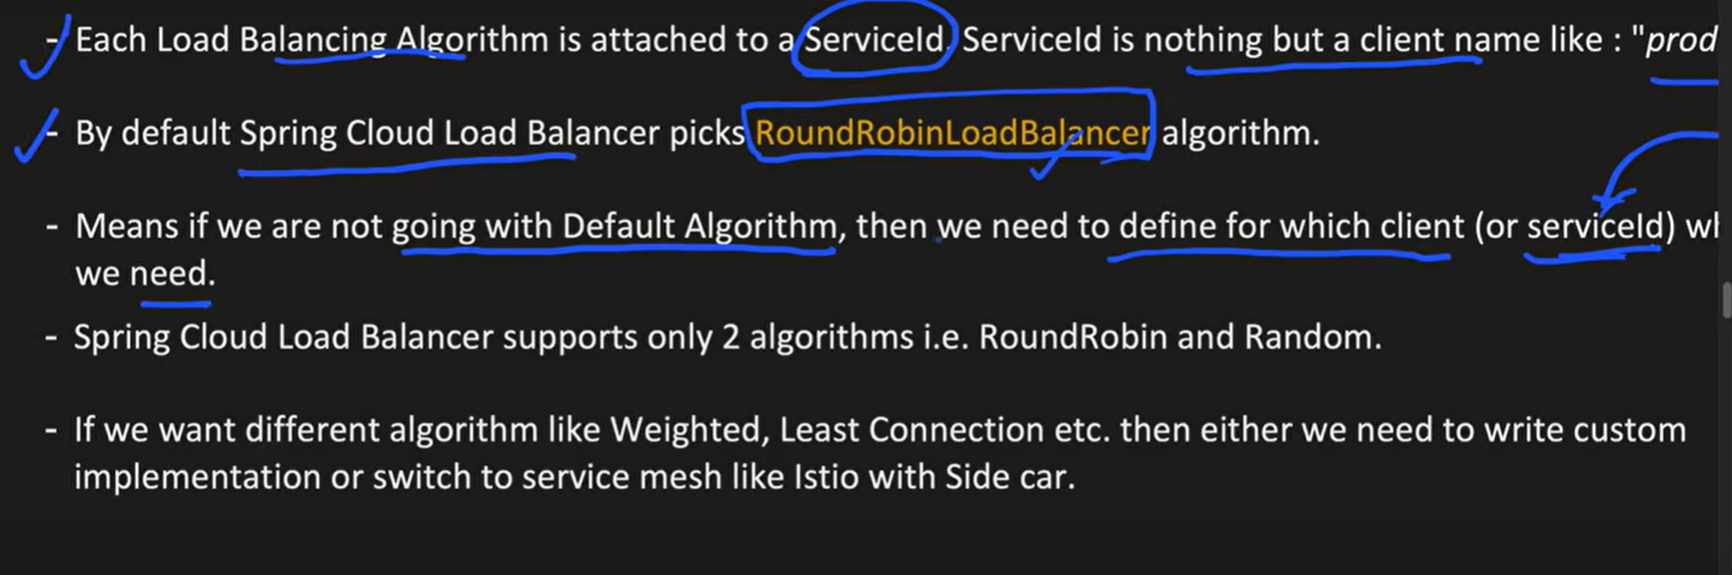 - Each Load Balancing Algorithm is attached to a ServiceId. ServiceId is nothing but a client name like : "prod
- By default Spring Cloud Load Balancer picks RoundRobinLoadBalancer algorithm.
- Means if we are not going with Default Algorithm, then we need to define for which client (or serviceId)
we need.
- Spring Cloud Load Balancer supports only 2 algorithms i.e. RoundRobin and Random.
- If we want different algorithm like Weighted, Least Connection etc. then either we need to write custom
implementation or switch to service mesh like Istio with Side car.